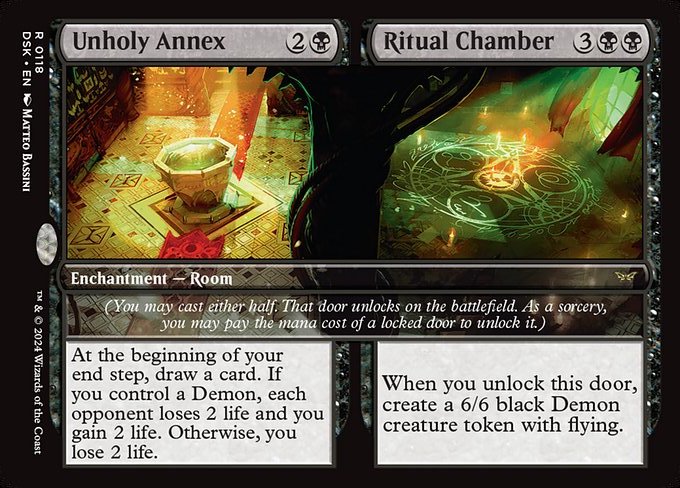 Unholy Annex 2
Ritual Chamber 3
Enchantment — Room
(You may cast either half. That door unlocks on the battlefield. As a sorcery,
you may pay the mana cost of a locked door to unlock it.)
At the beginning of your
end step, draw a card. If
you control a Demon, each
opponent loses 2 life and you
gain 2 life. Otherwise, you
lose 2 life.
When you unlock this door,
create a 6/6 black Demon
creature token with flying.
R 0118
DSK • EN Matteo Bassini
™ & © 2024 Wizards of the Coast